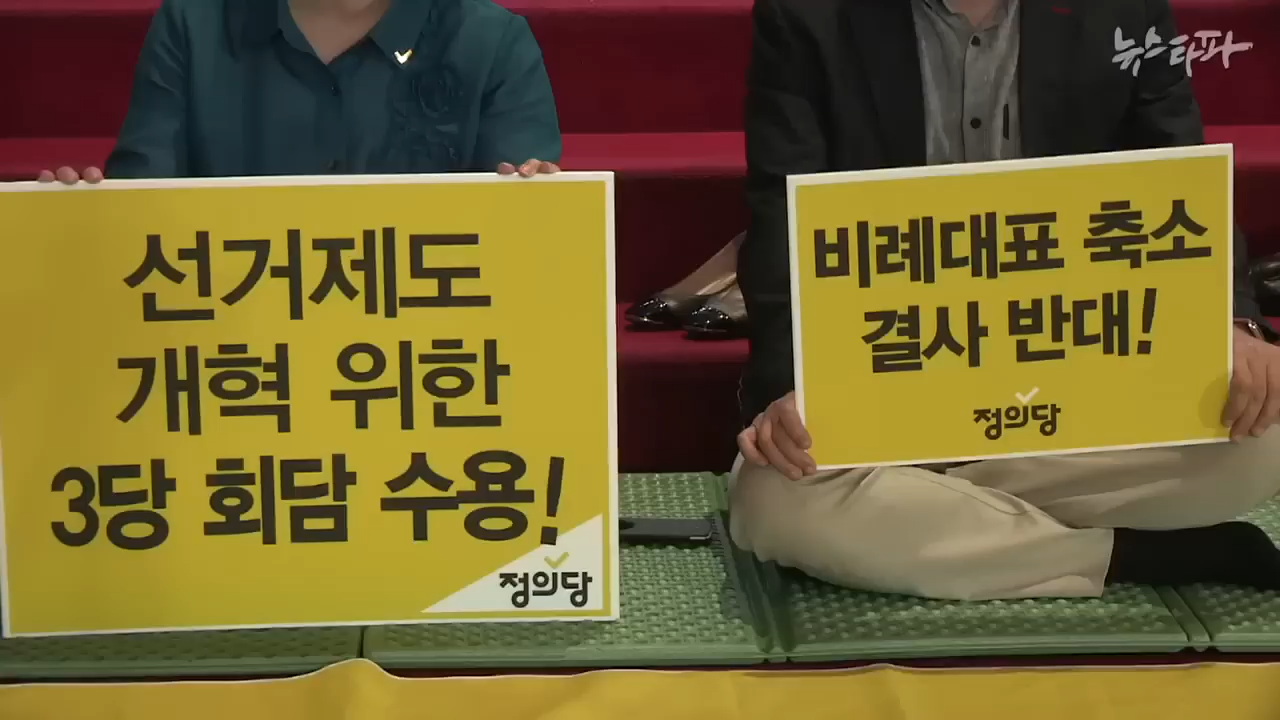 뉴스타파
선거제도
개혁 위한
3당 회담 수용!
정의당
비례대표 축소
결사 반대!
정의당